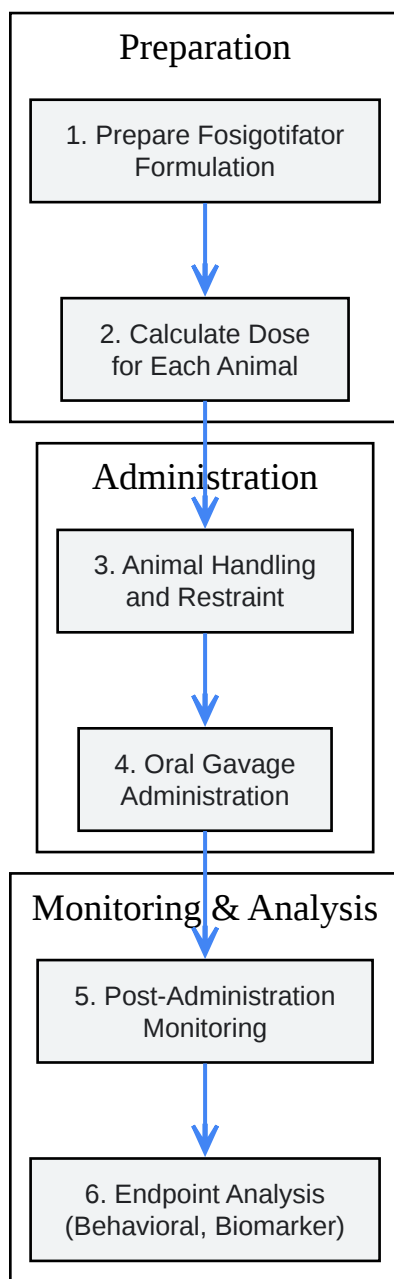 Preparation
1. Prepare Fosigotifator
Formulation
2. Calculate Dose
for Each Animal
Administration
3. Animal Handling
and Restraint
4. Oral Gavage
Administration
Monitoring & Analysis
5. Post-Administration
Monitoring
6. Endpoint Analysis
(Behavioral, Biomarker)